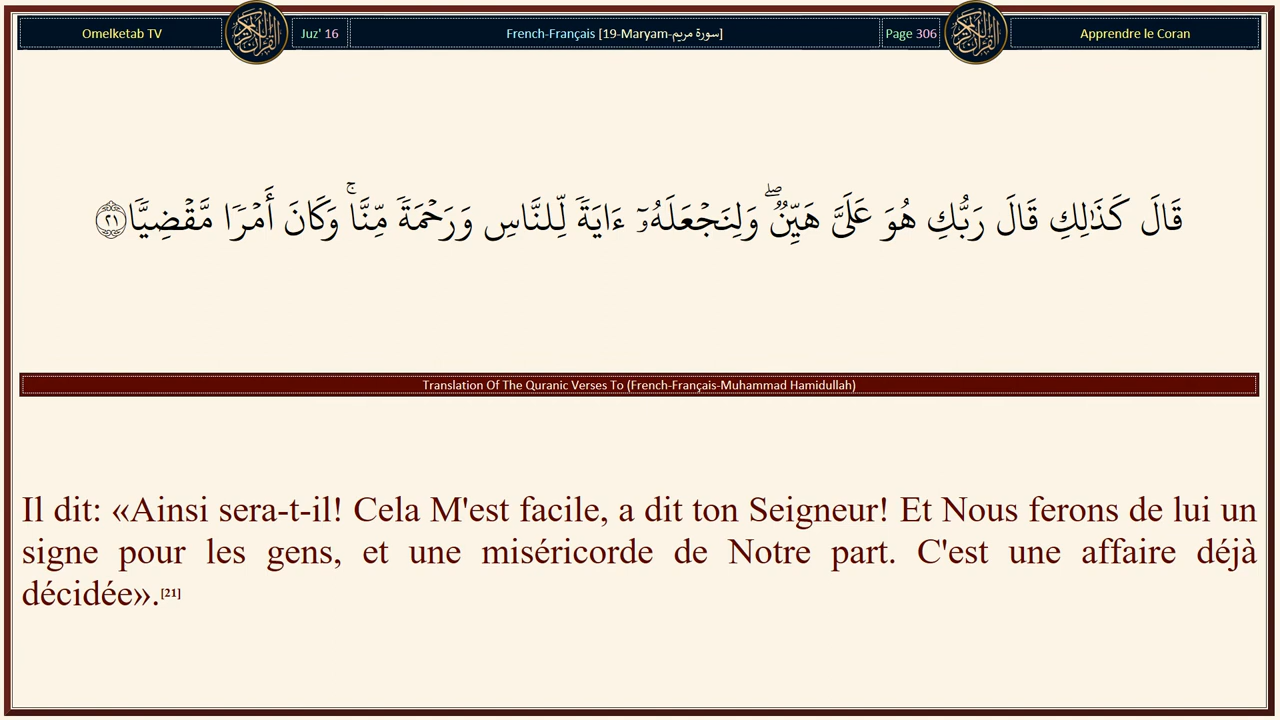 Omelketab TV
Juz' 16
French-Français [19-Maryam-سورة مريم]
Page 306
Apprendre le Coran
قَالَ كَذَٰلِكِ قَالَ رَبُّكِ هُوَ عَلَىَّ هَيِّنٌۭ ۖ وَلِنَجْعَلَهُۥٓ ءَايَةًۭ لِّلنَّاسِ وَرَحْمَةًۭ مِّنَّا ۚ وَكَانَ أَمْرًۭا مَّقْضِيًّۭا ٢١
Translation Of The Quranic Verses To (French-Français-Muhammad Hamidullah)
Il dit: «Ainsi sera-t-il! Cela M'est facile, a dit ton Seigneur! Et Nous ferons de lui un
signe pour les gens, et une miséricorde de Notre part. C'est une affaire déjà
décidée».[21]